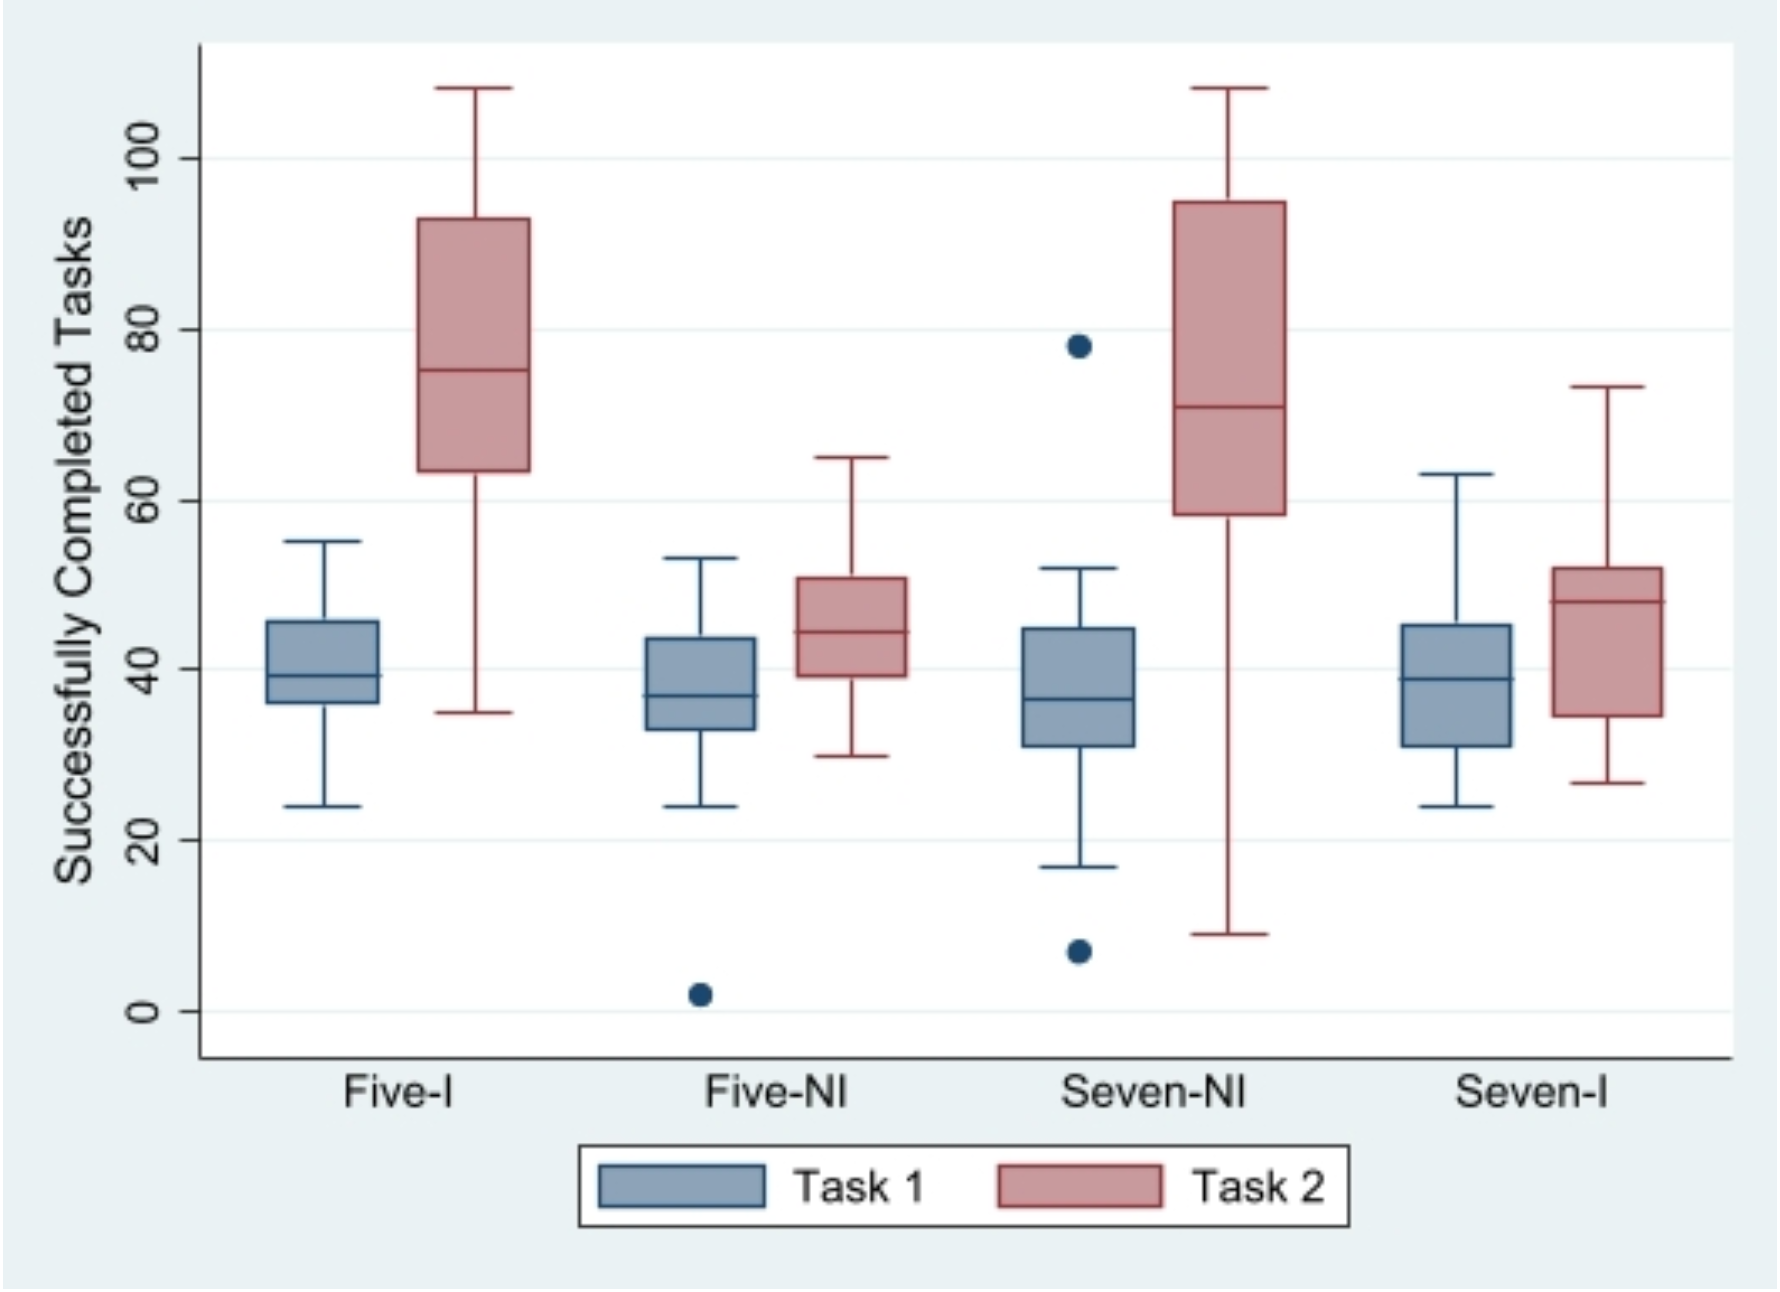 Successfully Completed Tasks
100
80
60
40
20
0
Five-I Five-NI Seven-NI Seven-I
Task 1 Task 2